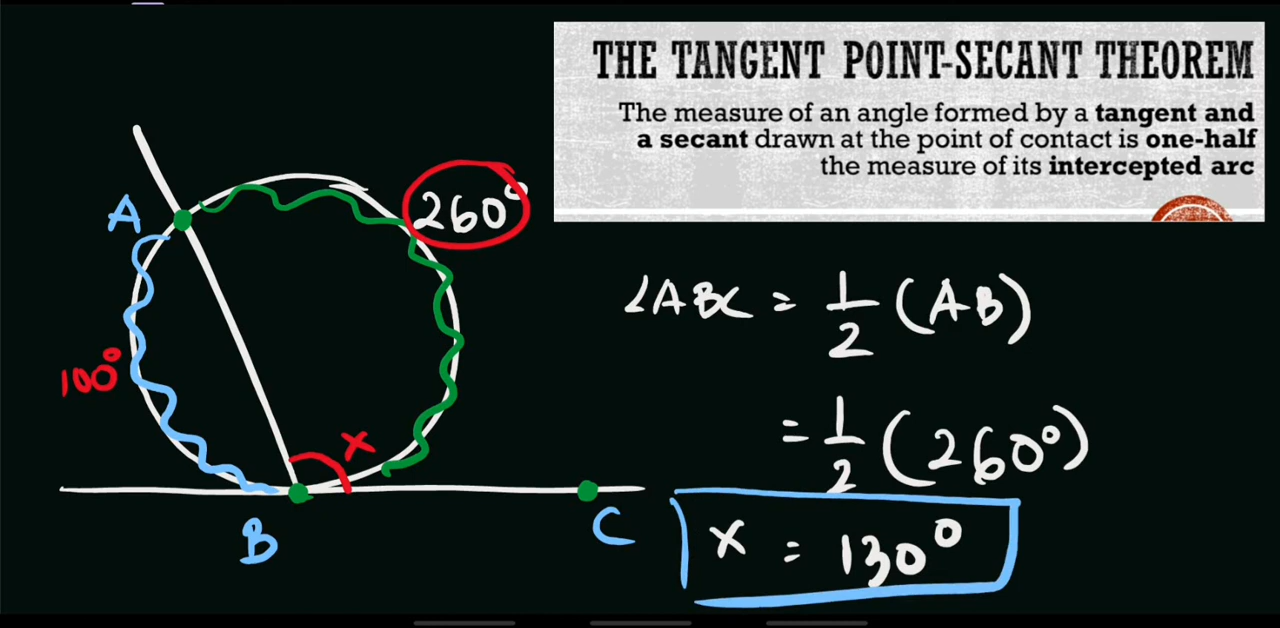 THE TANGENT POINT-SECANT THEOREM
The measure of an angle formed by a tangent and
a secant drawn at the point of contact is one-half
the measure of its intercepted arc
A
260°
100°
x
B
C
∠ABC = 1/2 (AB)
= 1/2 (260°)
x = 130°